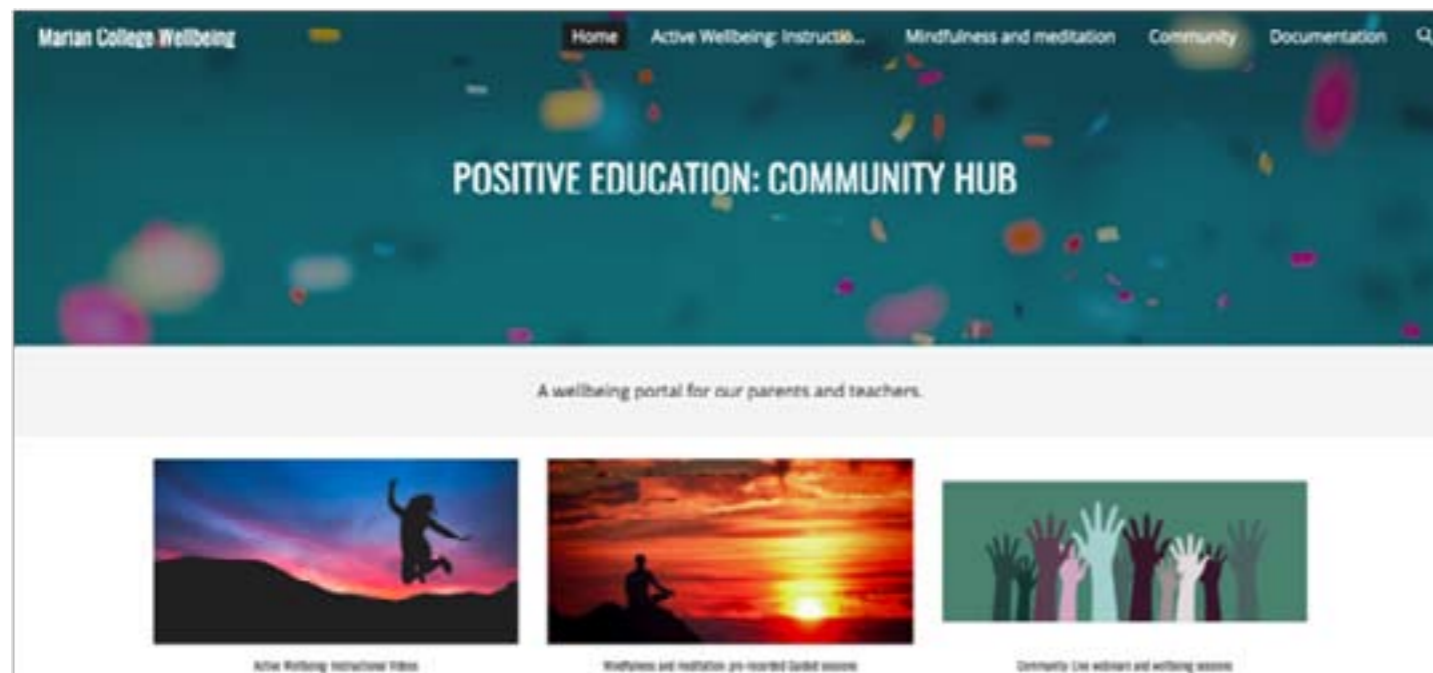 Marian College Wellbeing
Home Active Wellbeing: Instructio... Mindfulness and meditation Community Documentation
POSITIVE EDUCATION: COMMUNITY HUB
A wellbeing portal for our parents and teachers.
Active Wellbeing: Instructional Videos
Mindfulness and meditation: pre-recorded Guided sessions
Community: Live webinars and wellbeing sessions